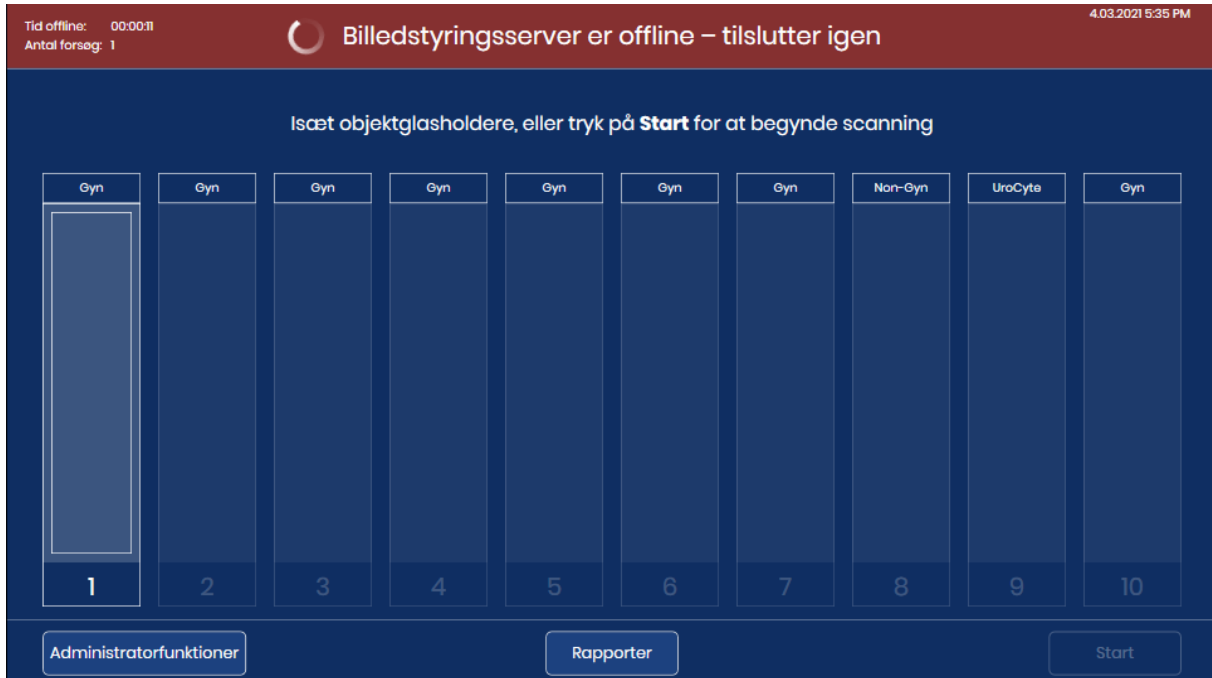 Tid offline: 00:00:11
Antal forsøg: 1
Billedstyringsserver er offline – tilslutter igen
4.03.2021 5:35 PM
Isæt objektglasholdere, eller tryk på Start for at begynde scanning
Gyn Gyn Gyn Gyn Gyn Gyn Gyn Non-Gyn UroCyte Gyn
1 2 3 4 5 6 7 8 9 10
Administratorfunktioner Rapporter Start